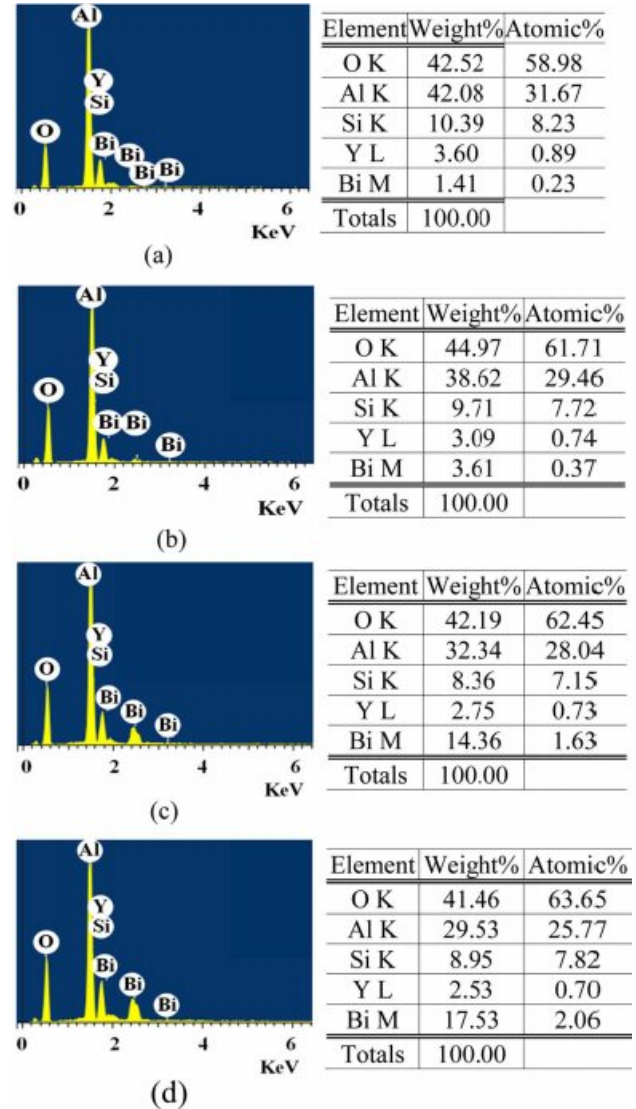 Al
Y
Si
O
Bi
Bi
Bi
Bi
0 2 4 6
KeV
Element Weight% Atomic%
O K 42.52 58.98
Al K 42.08 31.67
Si K 10.39 8.23
Y L 3.60 0.89
Bi M 1.41 0.23
Totals 100.00
(a)
Al
Y
Si
O
Bi
Bi
Bi
0 2 4 6
KeV
Element Weight% Atomic%
O K 44.97 61.71
Al K 38.62 29.46
Si K 9.71 7.72
Y L 3.09 0.74
Bi M 3.61 0.37
Totals 100.00
(b)
Al
Y
Si
O
Bi
Bi
Bi
0 2 4 6
KeV
Element Weight% Atomic%
O K 42.19 62.45
Al K 32.34 28.04
Si K 8.36 7.15
Y L 2.75 0.73
Bi M 14.36 1.63
Totals 100.00
(c)
Al
Y
Si
O
Bi
Bi
Bi
0 2 4 6
KeV
Element Weight% Atomic%
O K 41.46 63.65
Al K 29.53 25.77
Si K 8.95 7.82
Y L 2.53 0.70
Bi M 17.53 2.06
Totals 100.00
(d)